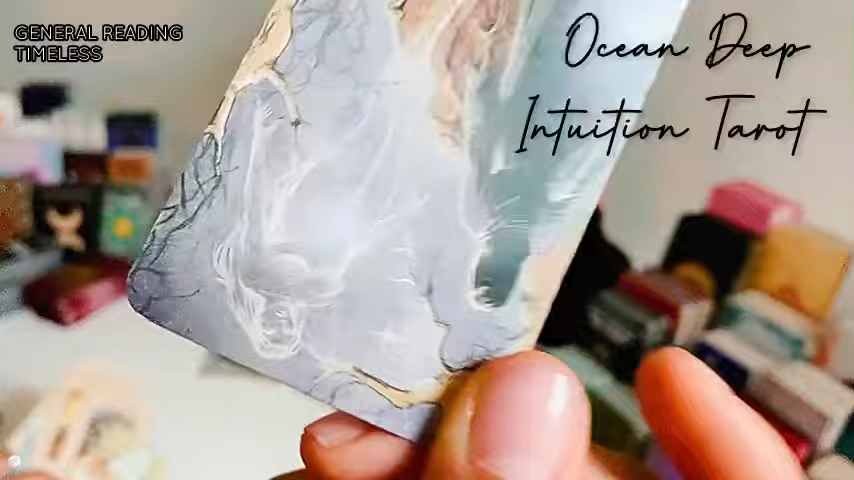 GENERAL READING
TIMELESS
Ocean Deep
Intuition Tarot